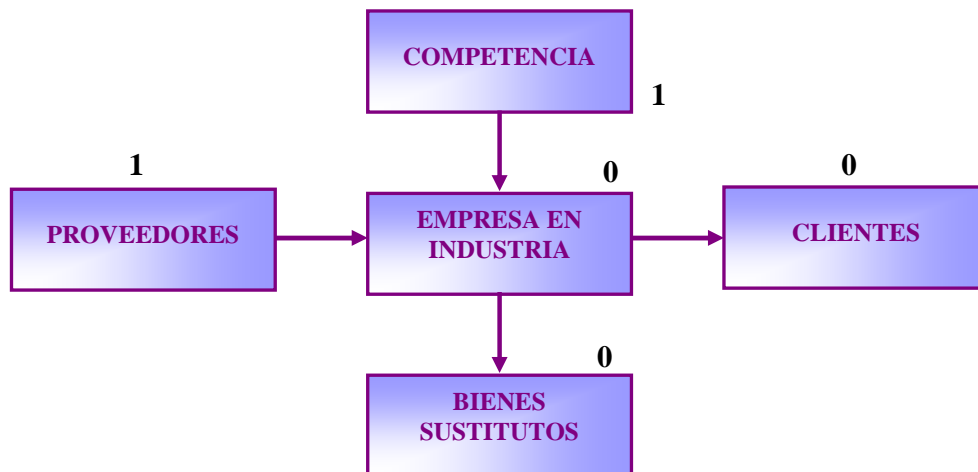 COMPETENCIA
1
1
0
0
PROVEEDORES
EMPRESA EN
INDUSTRIA
CLIENTES
0
BIENES
SUSTITUTOS